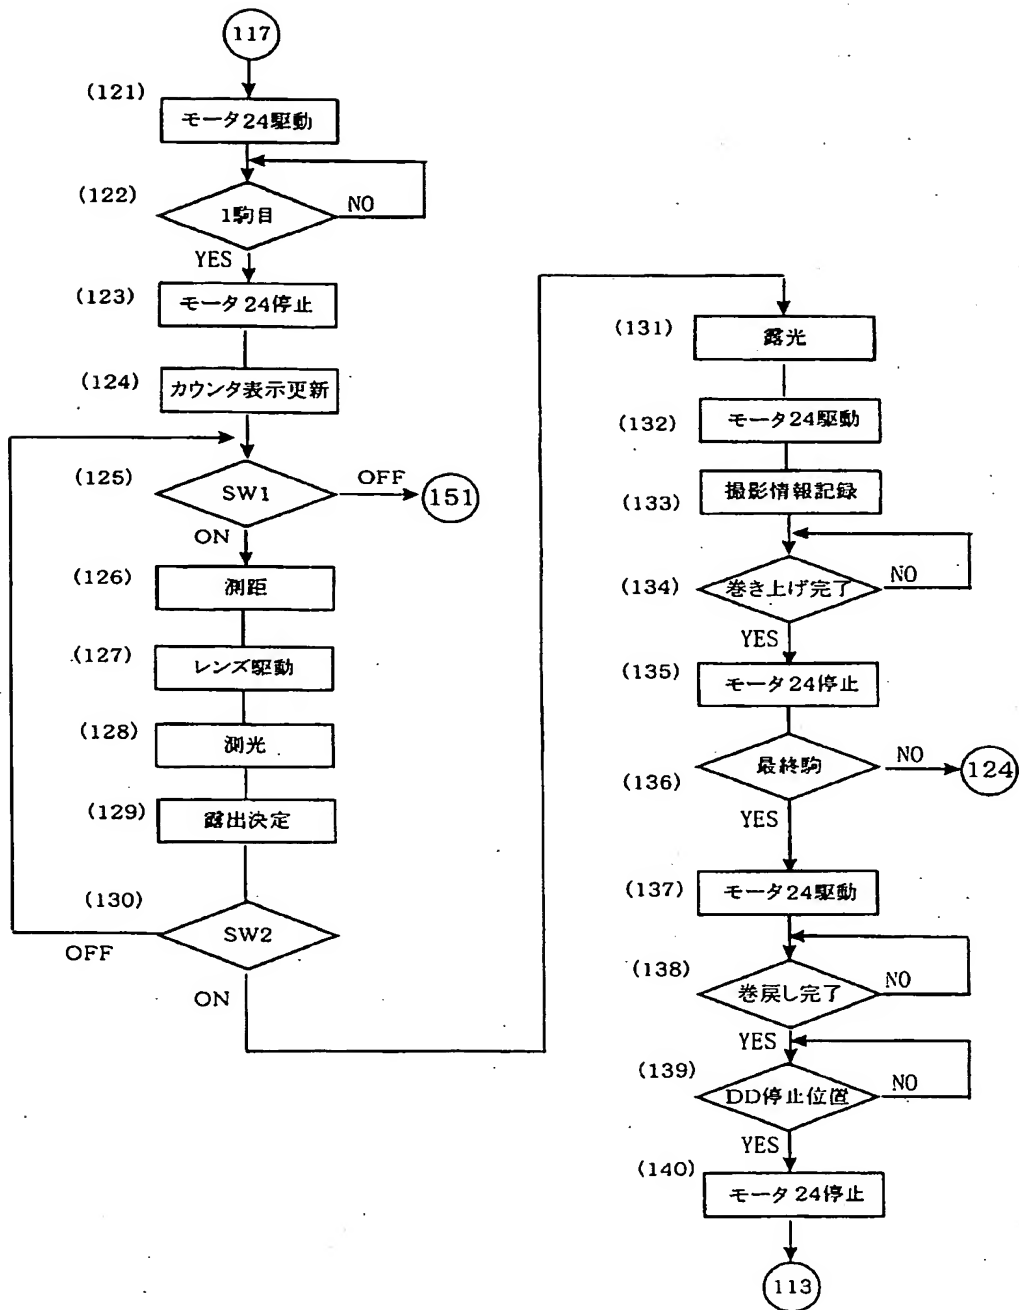 117
(121)
モータ24駆動
(122)
1駒目
NO
YES
(123)
モータ24停止
(124)
カウンタ表示更新
(125)
SW1
OFF
151
ON
(126)
測距
(127)
レンズ駆動
(128)
測光
(129)
露出決定
(130)
SW2
OFF
ON
(131)
露光
(132)
モータ24駆動
(133)
撮影情報記録
(134)
巻き上げ完了
NO
YES
(135)
モータ24停止
(136)
最終駒
NO
124
YES
(137)
モータ24駆動
(138)
巻戻し完了
NO
YES
(139)
DD停止位置
NO
YES
(140)
モータ24停止
113